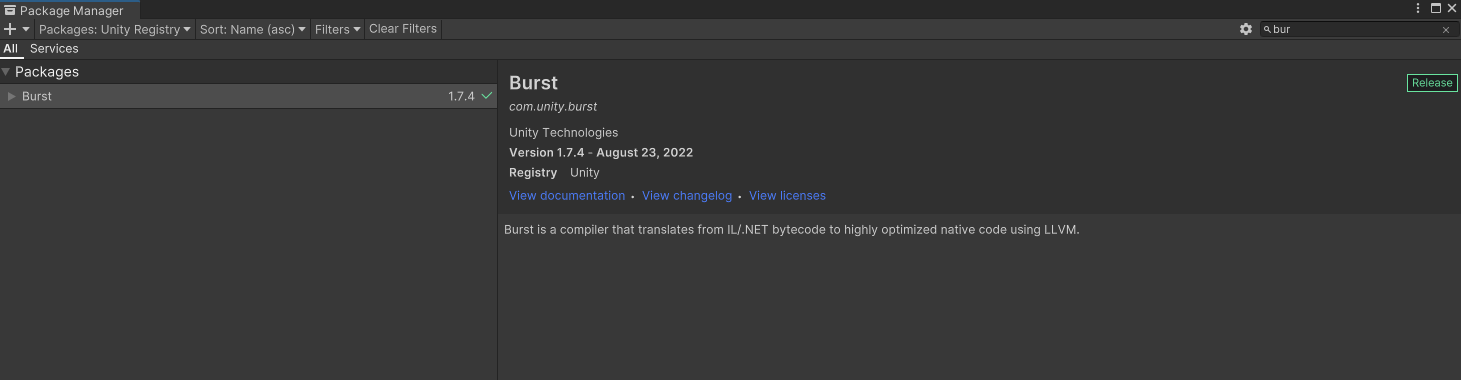 Package Manager
Packages: Unity Registry Sort: Name (asc) Filters Clear Filters bur
All Services
Packages
Burst 1.7.4
Burst
Release
com.unity.burst
Unity Technologies
Version 1.7.4 - August 23, 2022
Registry Unity
View documentation • View changelog • View licenses
Burst is a compiler that translates from IL/.NET bytecode to highly optimized native code using LLVM.